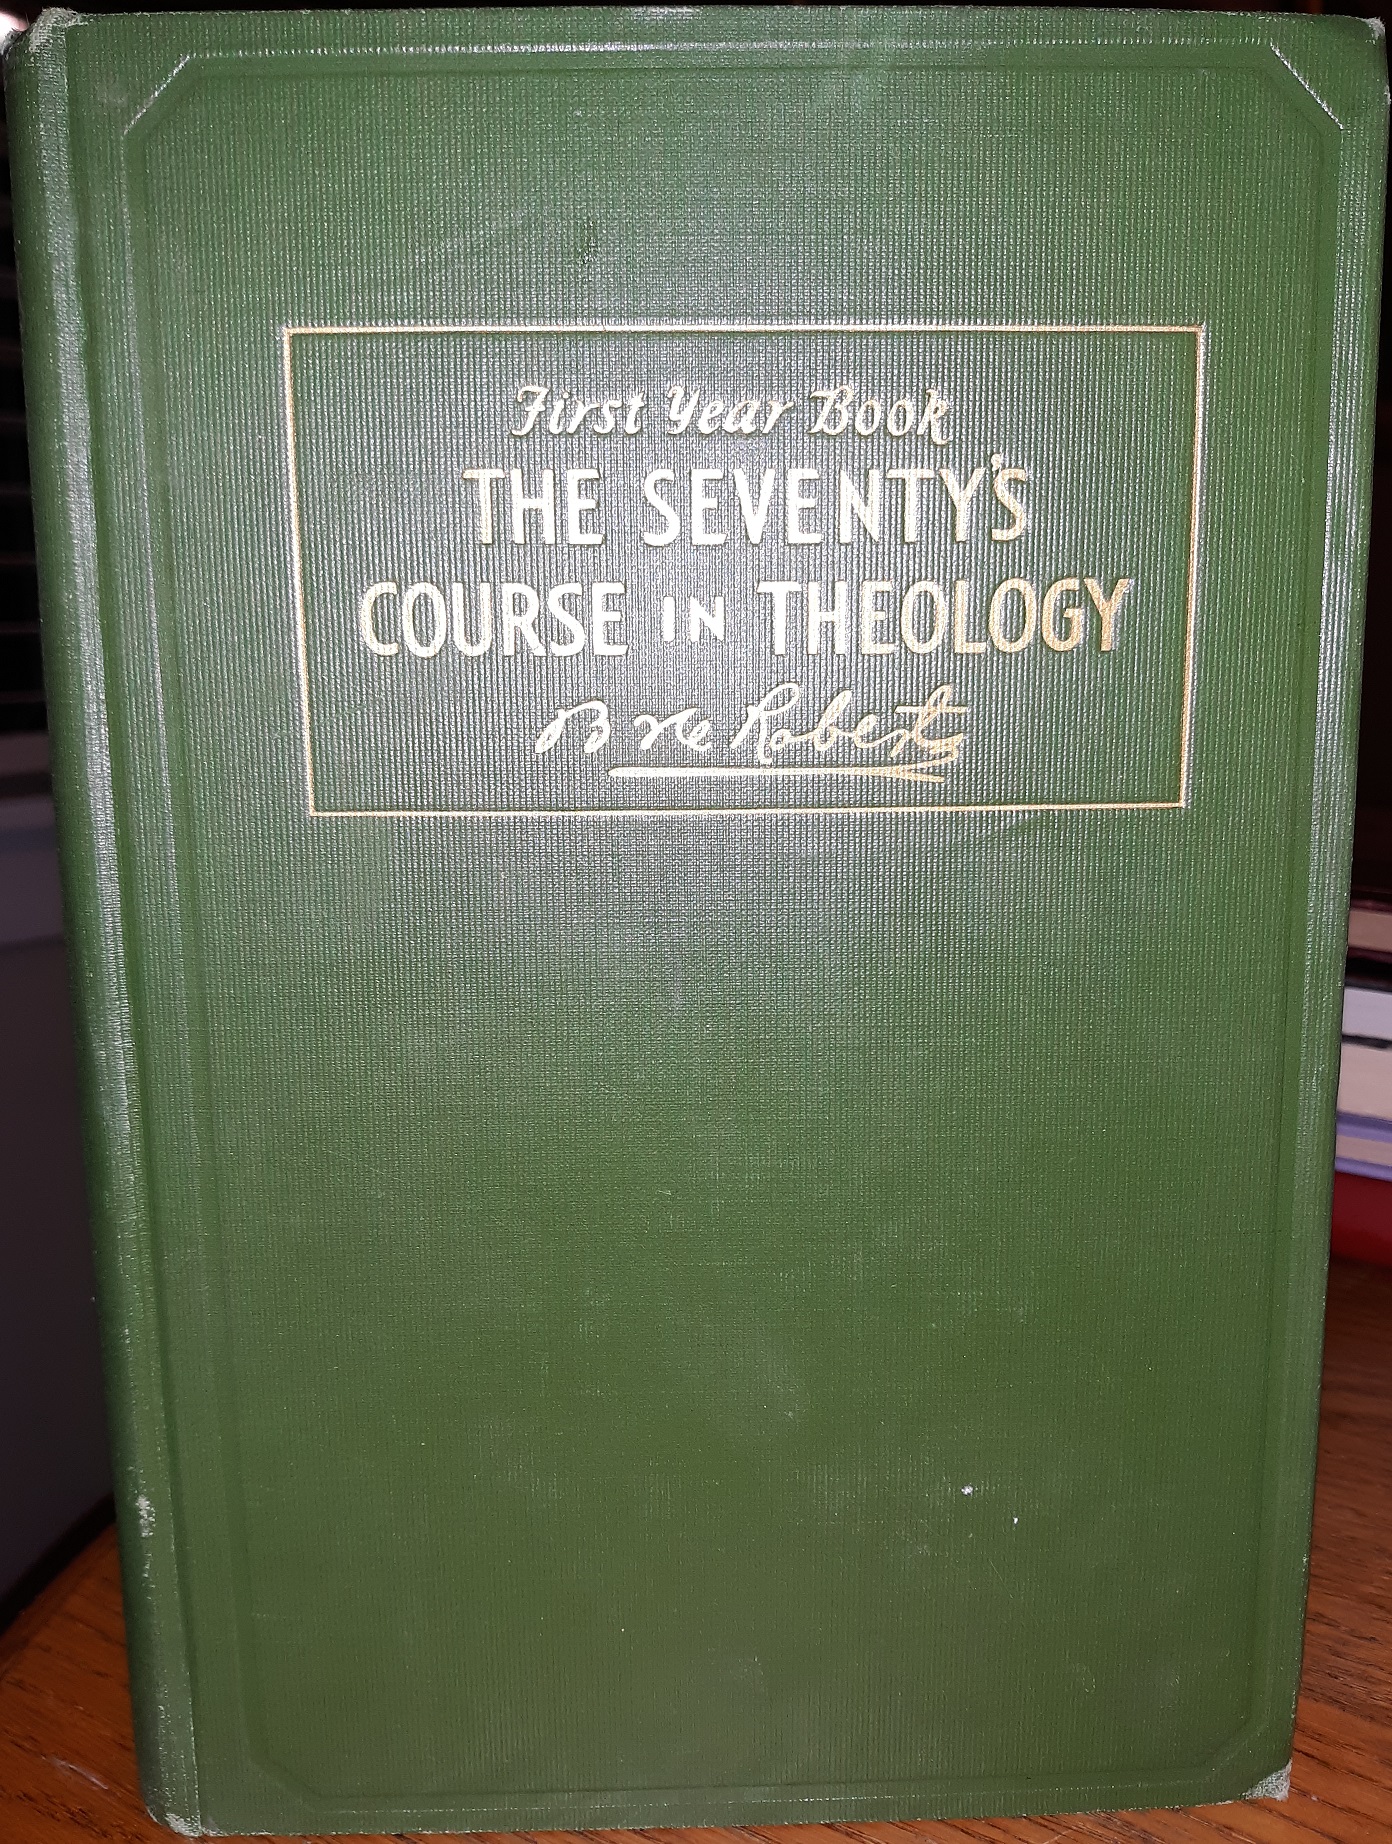 First Year Book
THE SEVENTY'S
COURSE IN THEOLOGY
B H Roberts